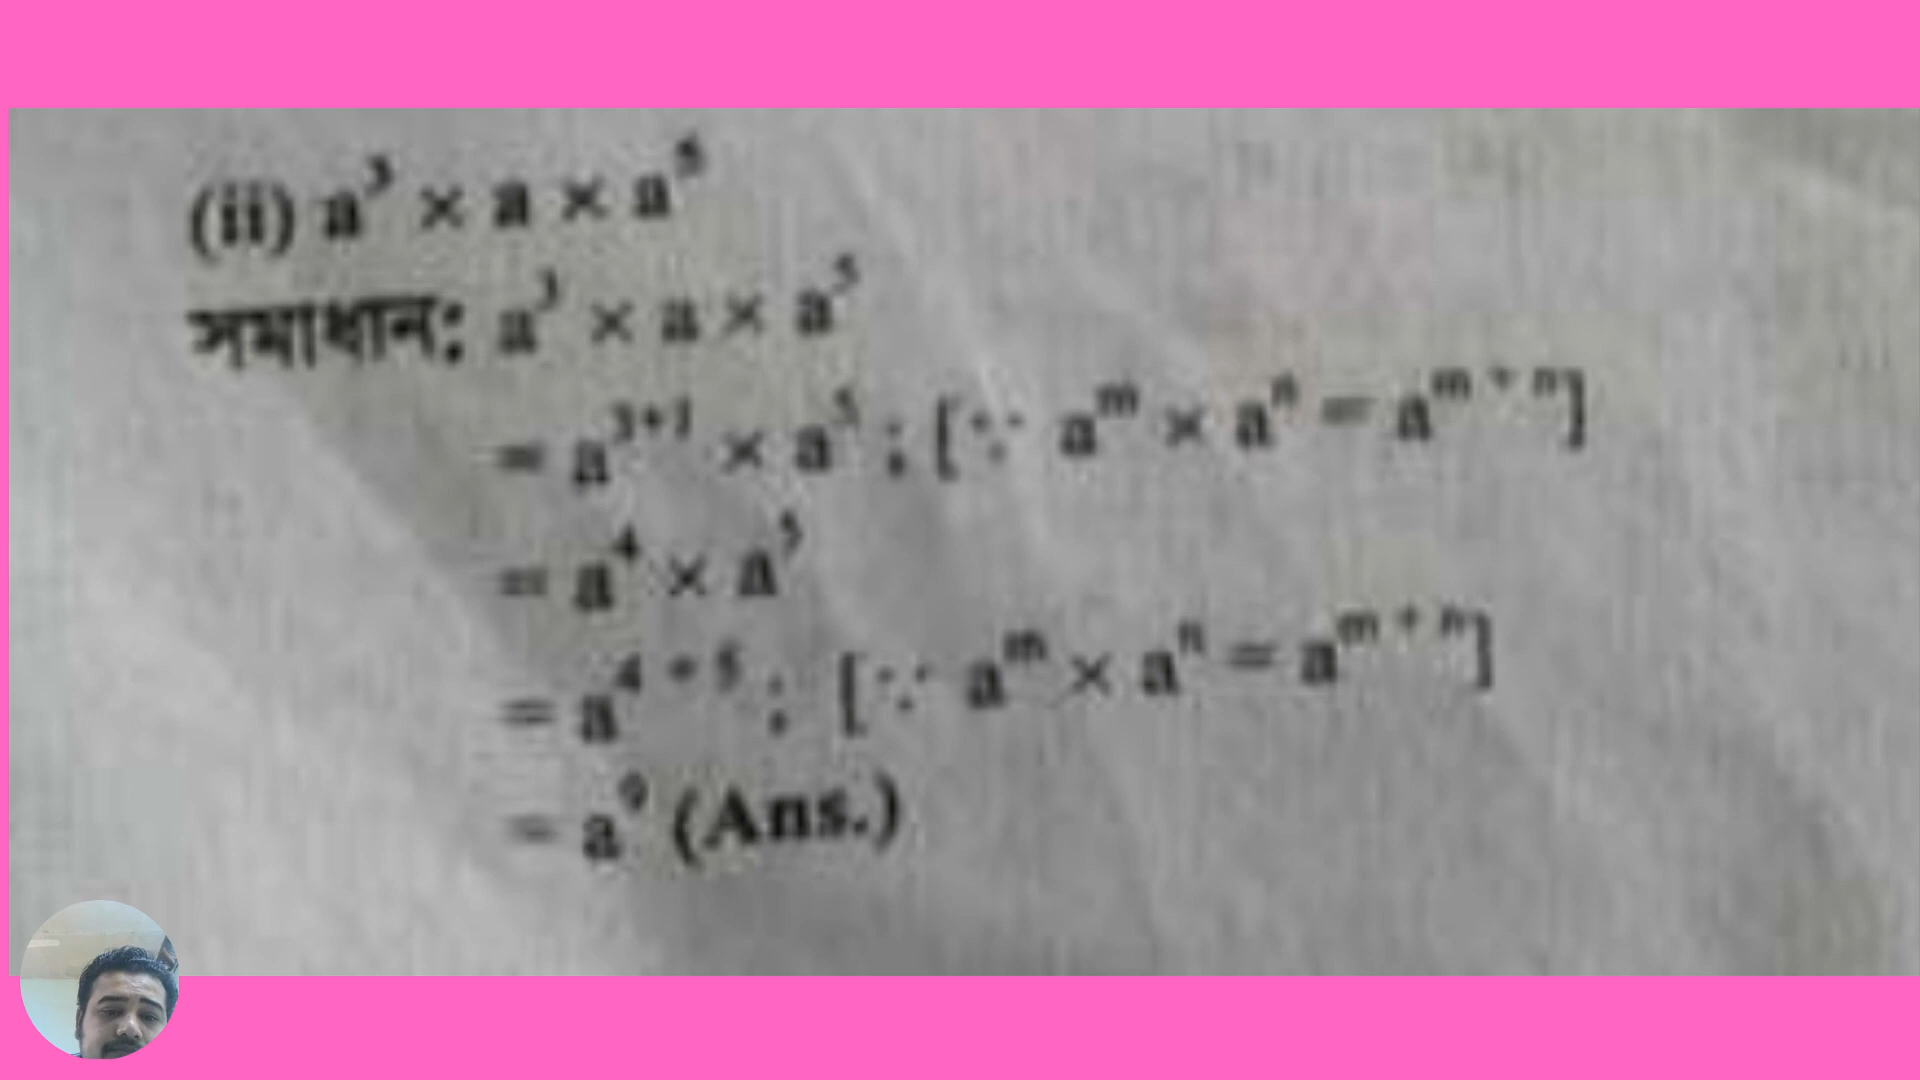 (ii) a³ × a × a⁵
সমাধান: a³ × a × a⁵
= a³⁺¹ × a⁵ ; [∵ aᵐ × aⁿ = aᵐ ⁺ ⁿ]
= a⁴ × a⁵
= a⁴ ⁺ ⁵ ; [∵ aᵐ × aⁿ = aᵐ ⁺ ⁿ]
= a⁹ (Ans.)